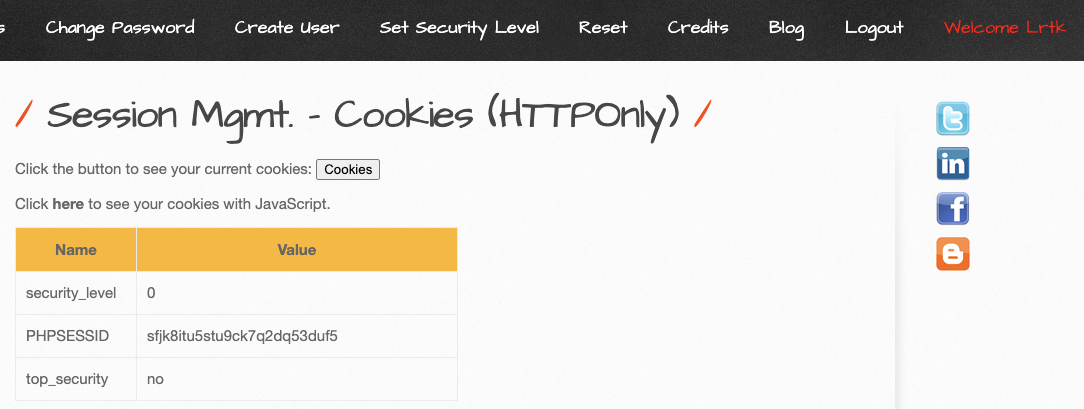 s Change Password Create User Set Security Level Reset Credits Blog Logout Welcome Lrtk
/ Session Mgmt. - Cookies (HTTPOnly) /
Click the button to see your current cookies: Cookies
Click here to see your cookies with JavaScript.
Name Value
security_level 0
PHPSESSID sfjk8itu5stu9ck7q2dq53duf5
top_security no
t
in
f
B